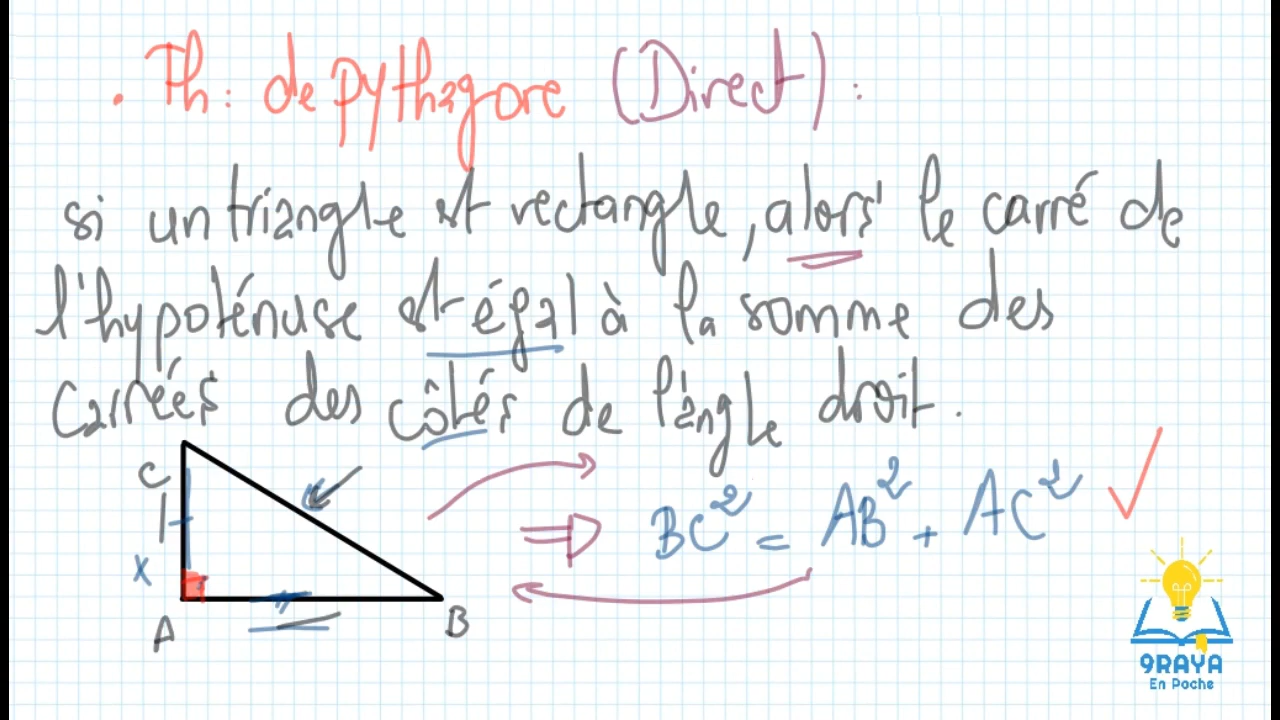 . Th: de pythagore (Direct) :
si un triangle est rectangle, alors le carré de
l'hypoténuse est égal à la somme des
carrées des côtés de l'angle droit.
C
1
x
A
B
⇒ BC² = AB² + AC² ✓
9RAYA
En Poche